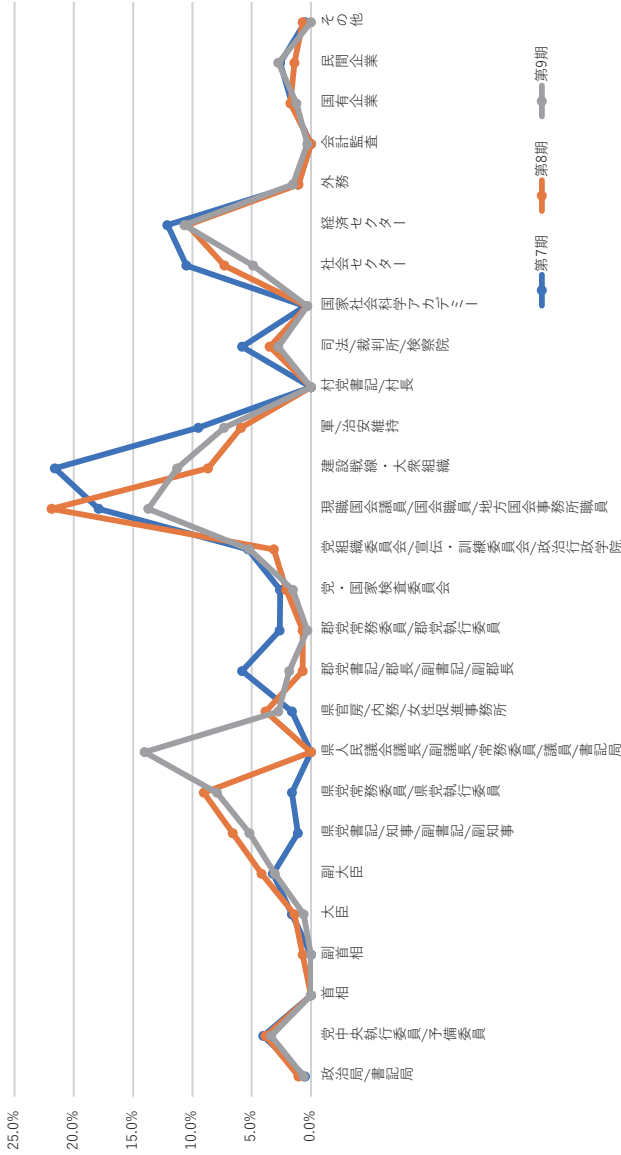 25.0%
20.0%
15.0%
10.0%
5.0%
0.0%
政治局/書記局
党中央執行委員/予備委員
首相
副首相
大臣
副大臣
県党書記/知事/副書記/副知事
県党常務委員/県党執行委員
県人民議会議長/副議長/常務委員/議員/書記局
県官房/内務/女性促進事務所
郡党書記/郡長/副書記/副郡長
郡党常務委員/郡党執行委員
党・国家検査委員会
党組織委員会/宣伝・訓練委員会/政治行政学院
現職国会議員/国会職員/地方国会事務所職員
建設戦線・大衆組織
軍/治安維持
村党書記/村長
司法/裁判所/検察院
国家社会科学アカデミー
社会セクター
経済セクター
外務
会計監査
国有企業
民間企業
その他
第7期
第8期
第9期